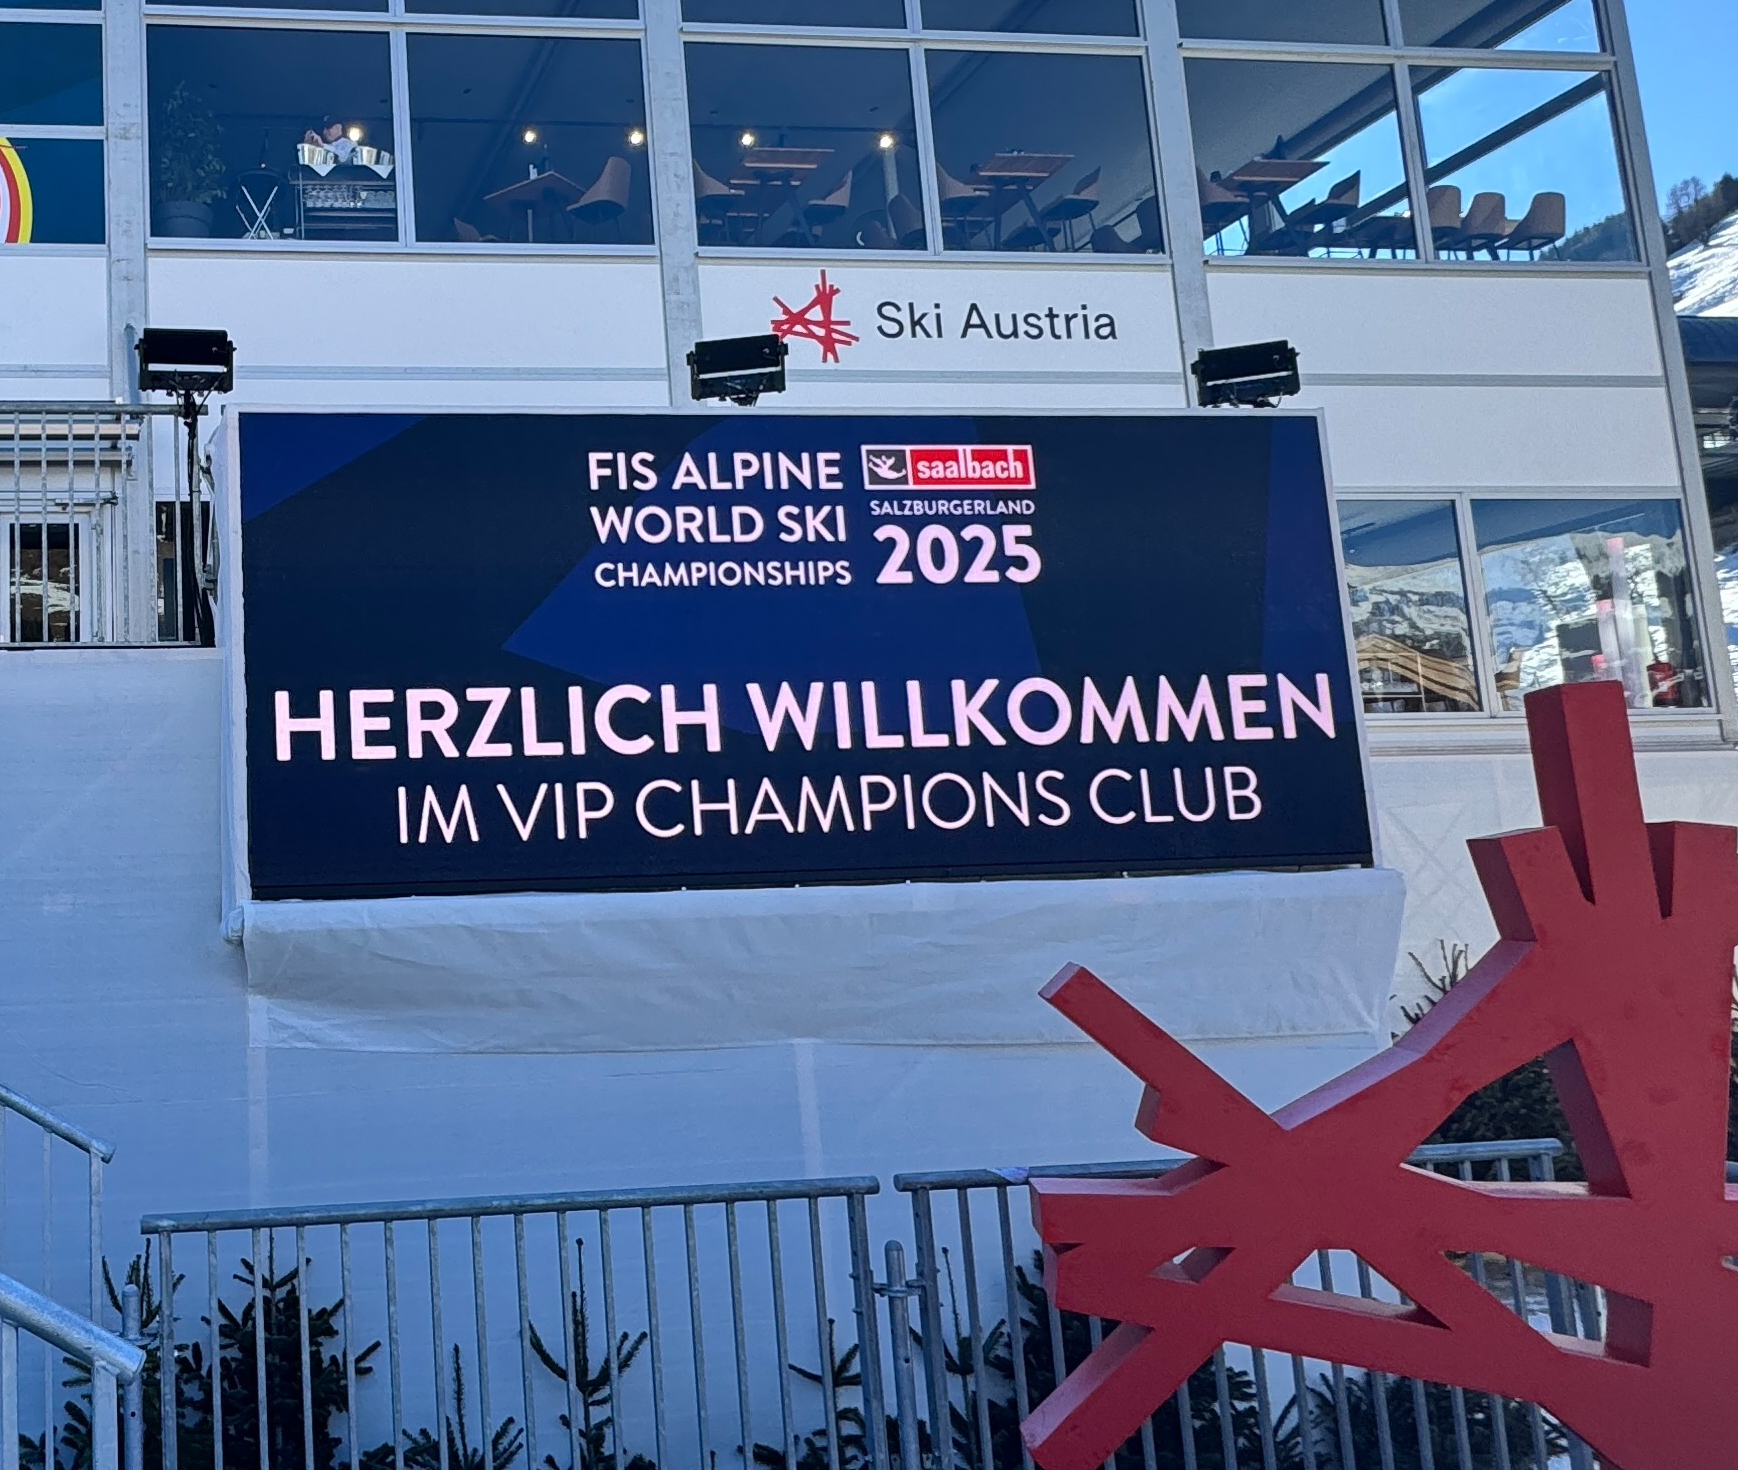 Ski Austria
FIS ALPINE
WORLD SKI
CHAMPIONSHIPS
saalbach
SALZBURGERLAND
2025
HERZLICH WILLKOMMEN
IM VIP CHAMPIONS CLUB